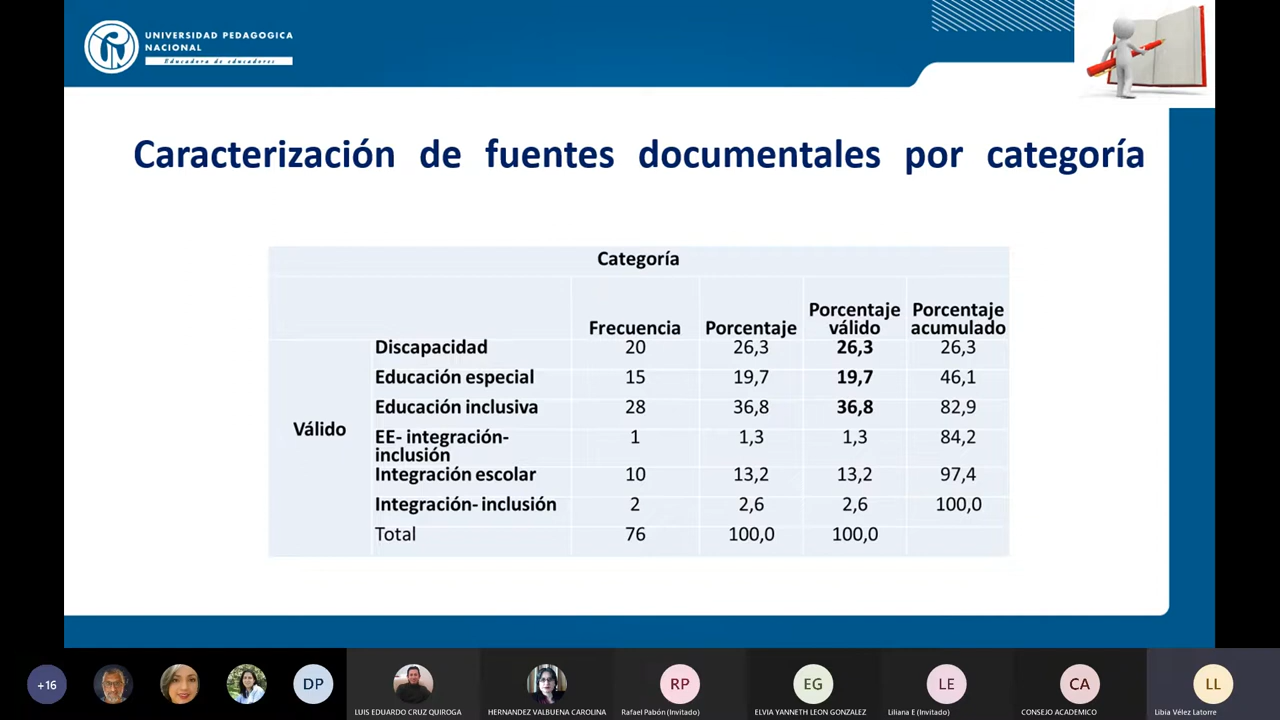 UNIVERSIDAD PEDAGOGICA
NACIONAL
Educadora de educadores
Caracterización de fuentes documentales por categoría
Categoría
Frecuencia Porcentaje Porcentaje válido Porcentaje acumulado
Válido
Discapacidad 20 26,3 26,3 26,3
Educación especial 15 19,7 19,7 46,1
Educación inclusiva 28 36,8 36,8 82,9
EE- integración-inclusión 1 1,3 1,3 84,2
Integración escolar 10 13,2 13,2 97,4
Integración- inclusión 2 2,6 2,6 100,0
Total 76 100,0 100,0
+16
DP
LUIS EDUARDO CRUZ QUIROGA
HERNANDEZ VALBUENA CAROLINA
RP
Rafael Pabón (Invitado)
EG
ELVIA YANNETH LEON GONZALEZ
LE
Liliana E (Invitado)
CA
CONSEJO ACADEMICO
LL
Libia Vélez Latorre